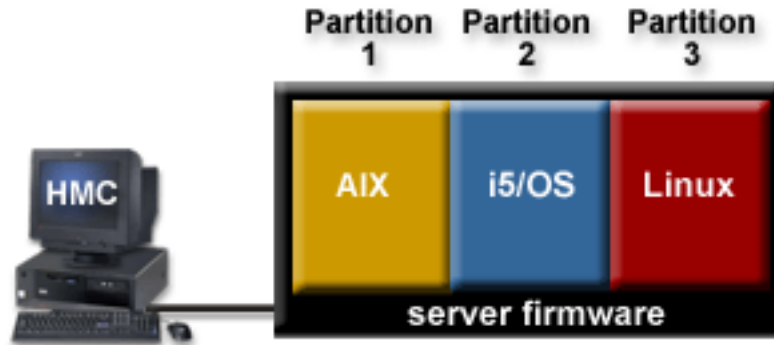 Partition 1
Partition 2
Partition 3
HMC
AIX
i5/OS
Linux
server firmware